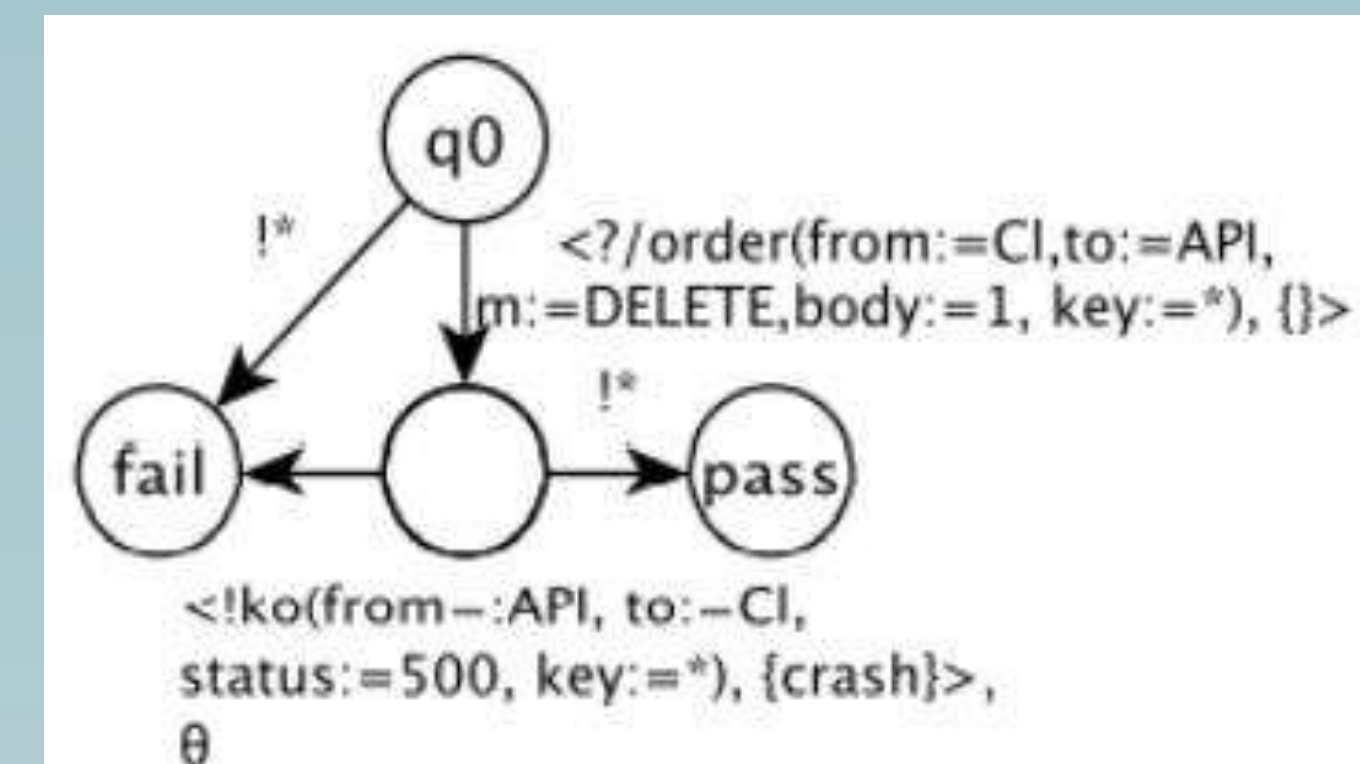 q0
!*
<?/order(from:=Cl,to:=API,
m:=DELETE,body:=1, key:=*), {}>
!*
fail
pass
<!ko(from–:API, to:–Cl,
status:=500, key:=*), {crash}>,
θ